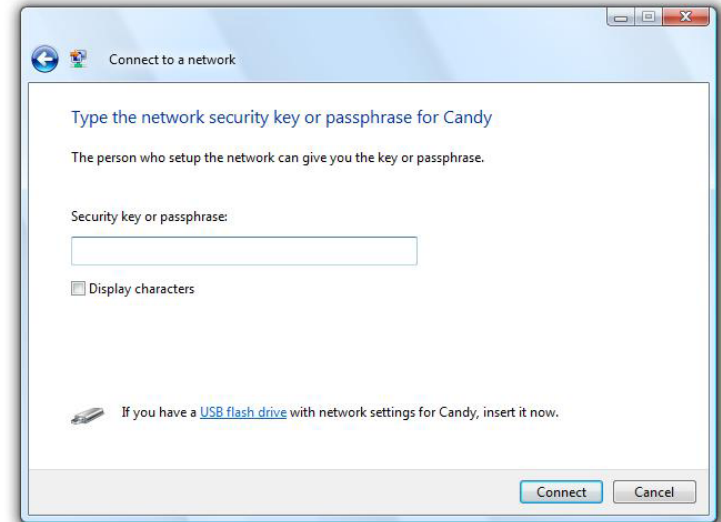 Connect to a network
Type the network security key or passphrase for Candy
The person who setup the network can give you the key or passphrase.
Security key or passphrase:
Display characters
If you have a USB flash drive with network settings for Candy, insert it now.
Connect Cancel